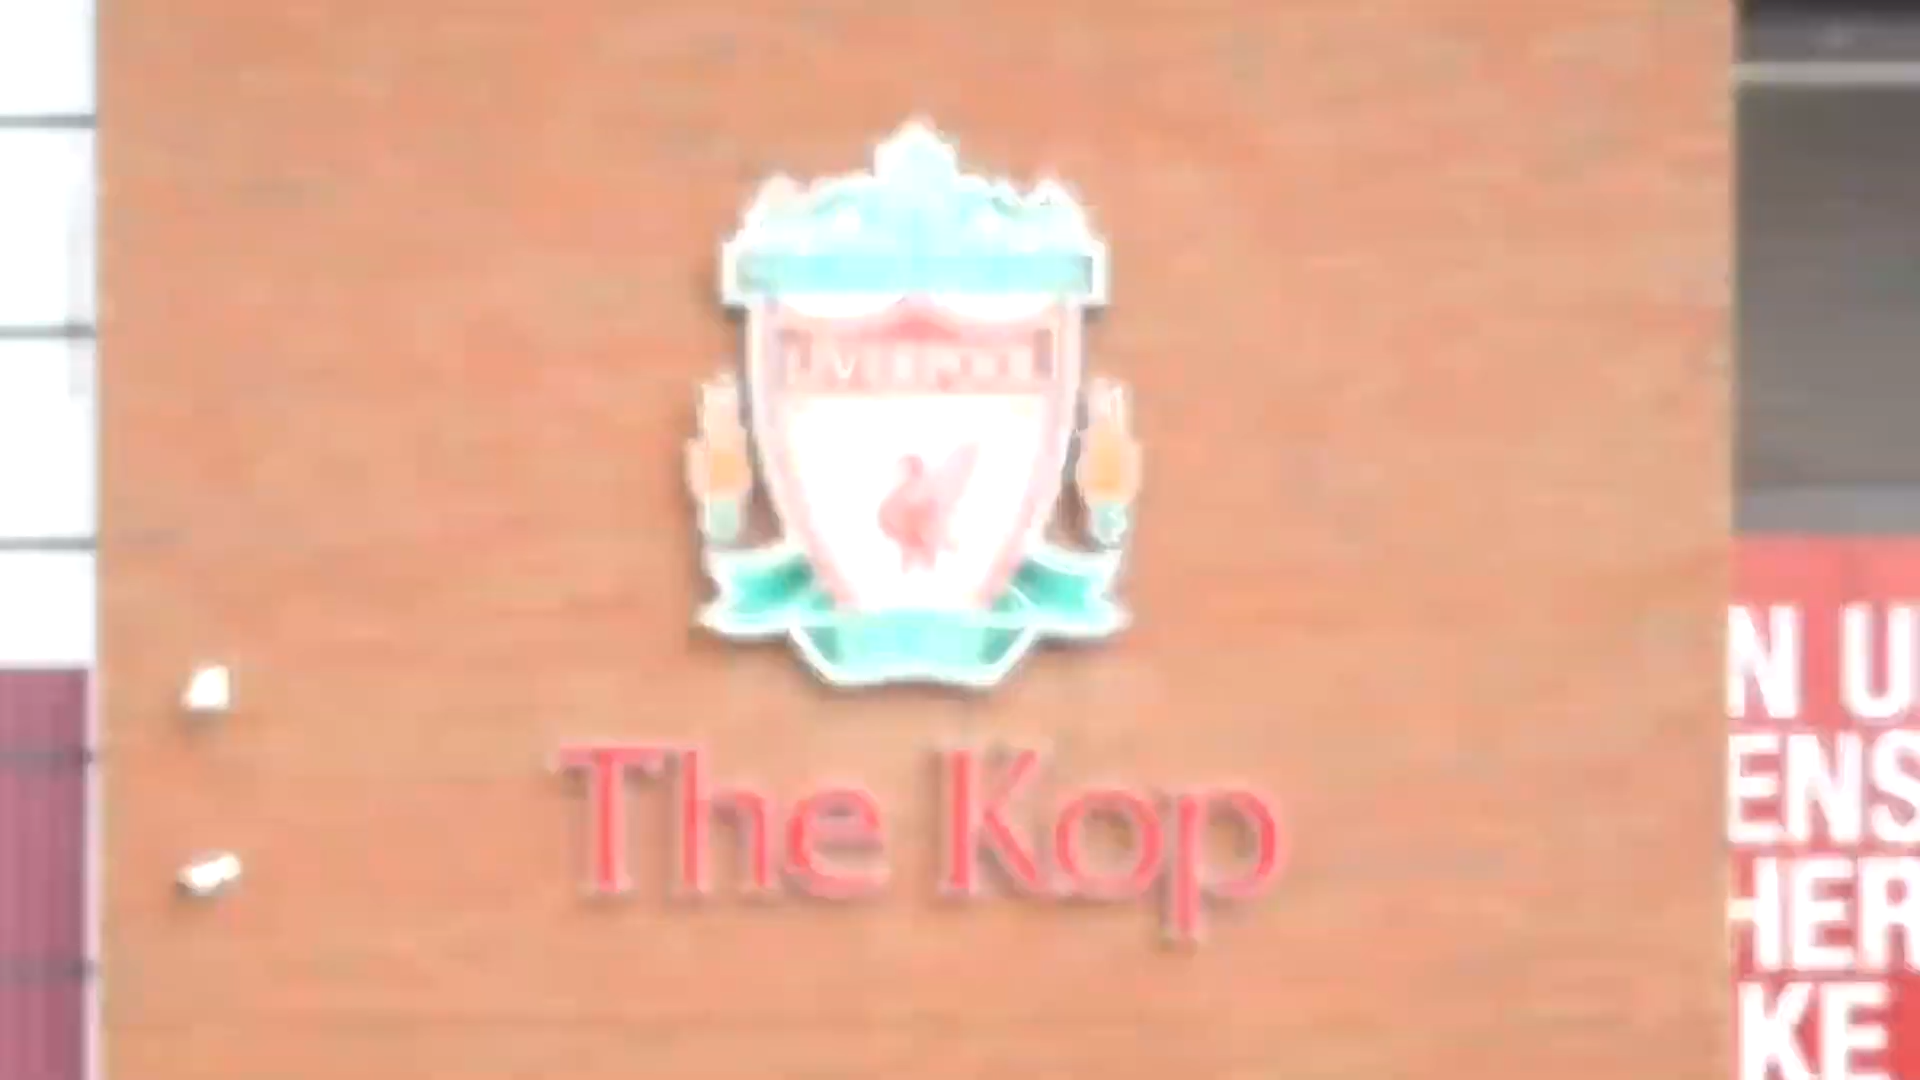 LIVERPOOL
The Kop
N U
ENS
HER
KE